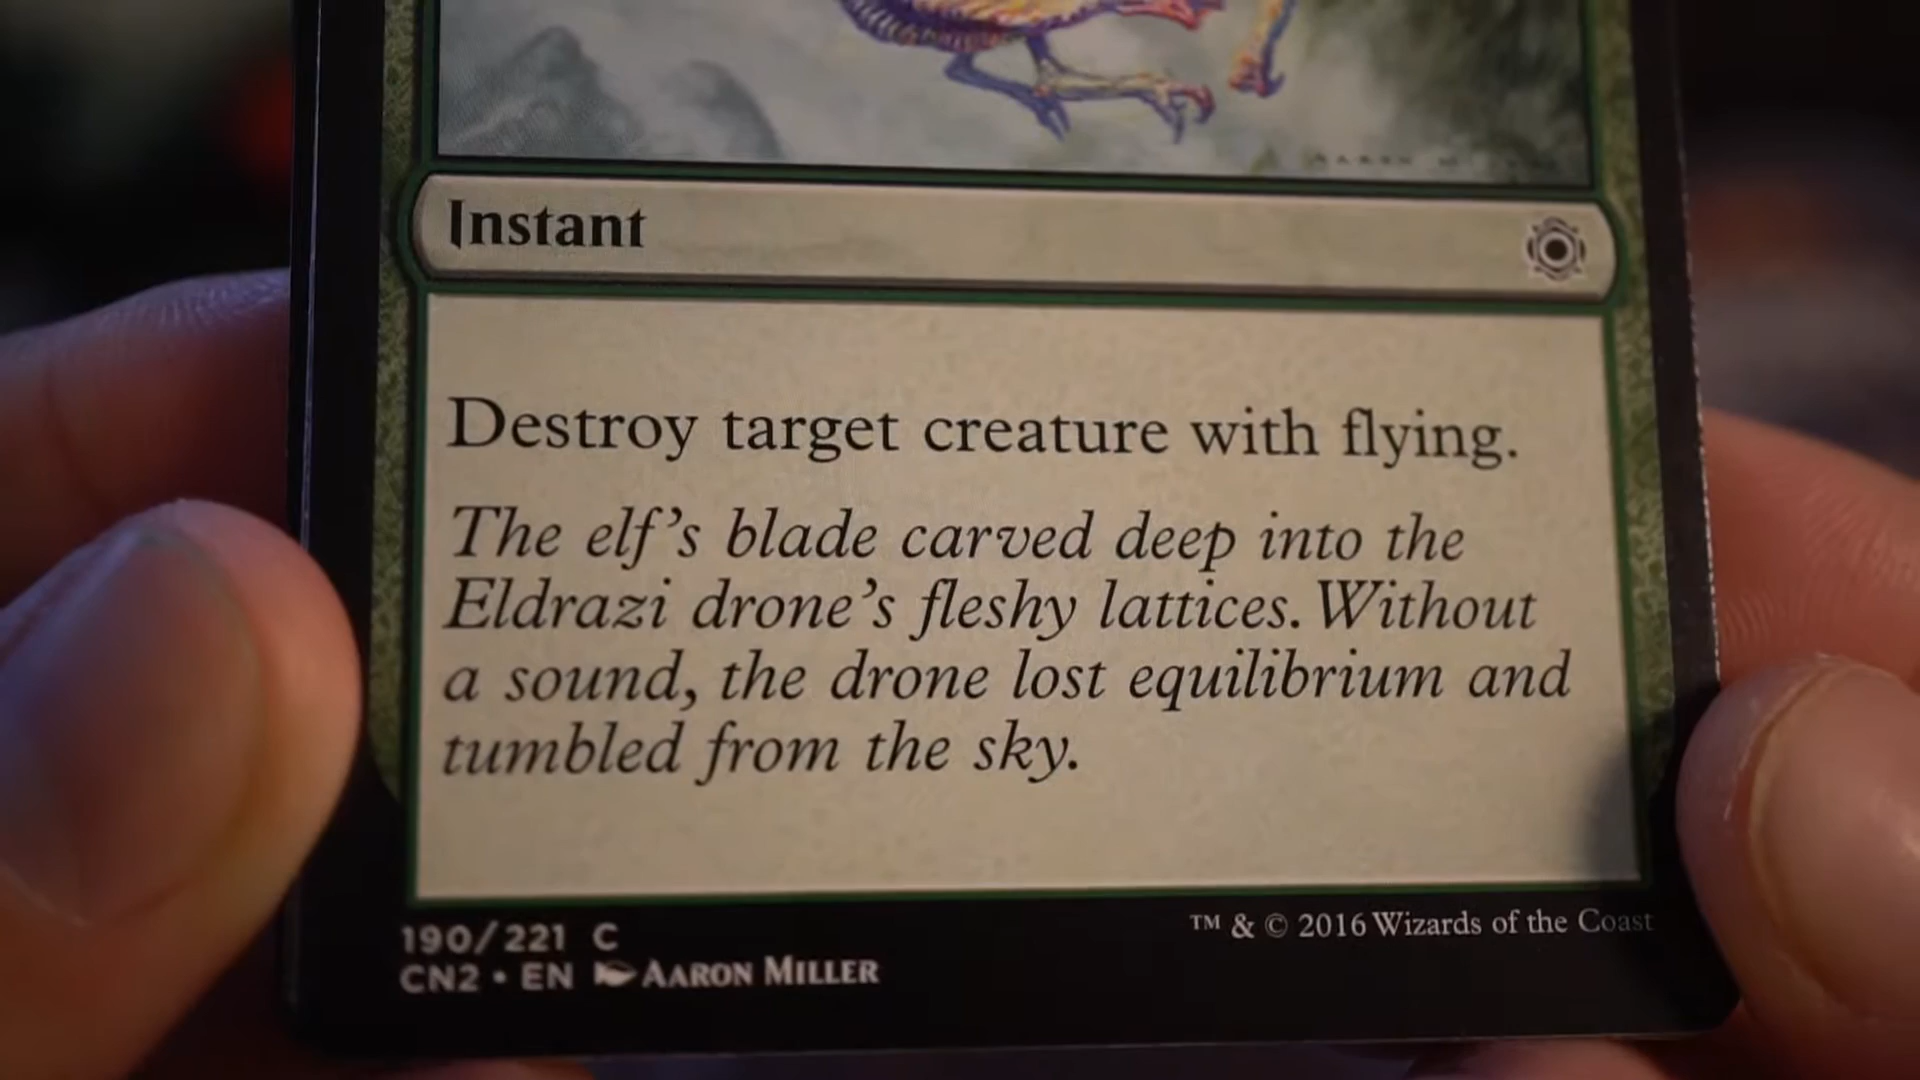 Instant
Destroy target creature with flying.
The elf's blade carved deep into the
Eldrazi drone's fleshy lattices. Without
a sound, the drone lost equilibrium and
tumbled from the sky.
190/221 C
™ & © 2016 Wizards of the Coast
CN2 • EN AARON MILLER